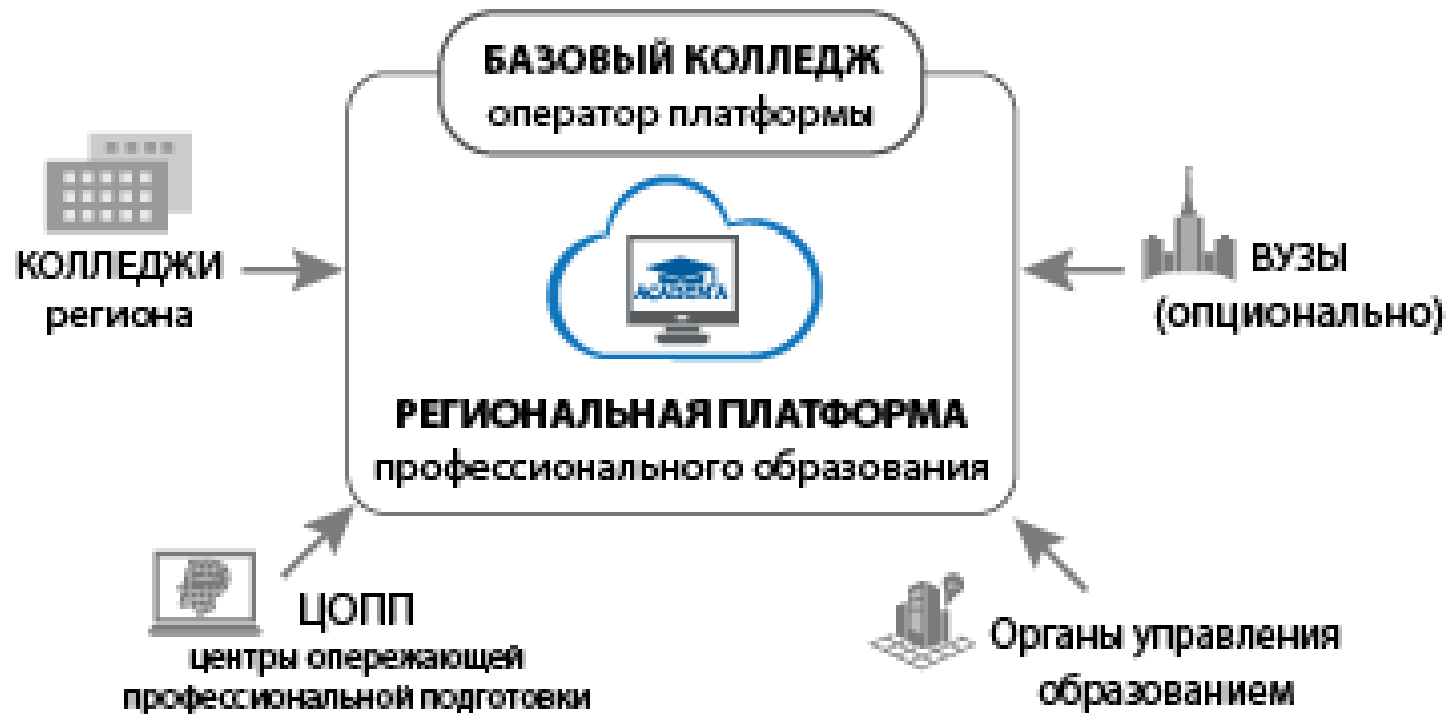 БАЗОВЫЙ КОЛЛЕДЖ
оператор платформы
КОЛЛЕДЖИ
региона
ACADEMIA
ВУЗЫ
(опционально)
РЕГИОНАЛЬНАЯ ПЛАТФОРМА
профессионального образования
ЦОПП
центры опережающей
профессиональной подготовки
Органы управления
образованием